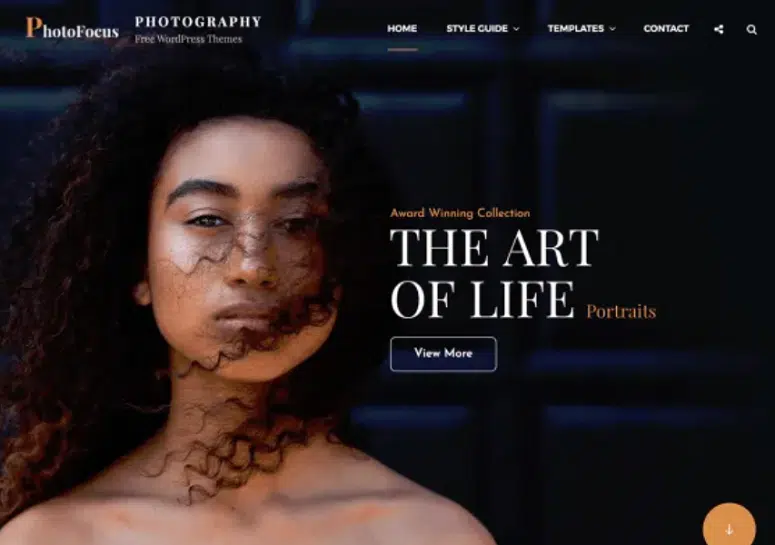 PhotoFocus
PHOTOGRAPHY
Free WordPress Themes
HOME STYLE GUIDE TEMPLATES CONTACT
Award Winning Collection
THE ART
OF LIFE Portraits
View More